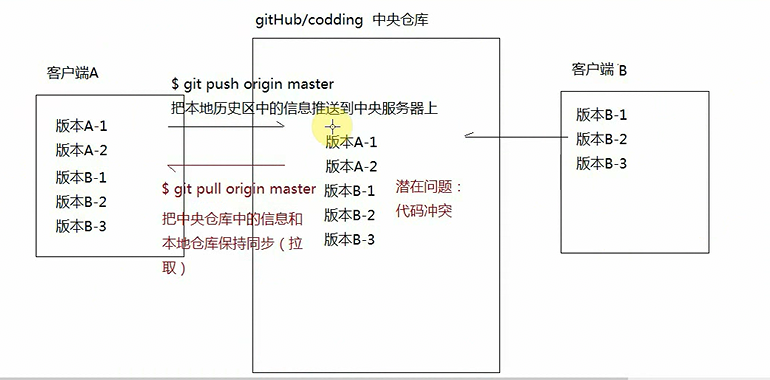 gitHub/codding 中央仓库
客户端A
$ git push origin master
把本地历史区中的信息推送到中央服务器上
版本A-1
版本A-2
版本B-1
版本B-2
版本B-3
$ git pull origin master
把中央仓库中的信息和
本地仓库保持同步（拉
取）
版本A-1
版本A-2
版本B-1
版本B-2
版本B-3
潜在问题：
代码冲突
客户端 B
版本B-1
版本B-2
版本B-3